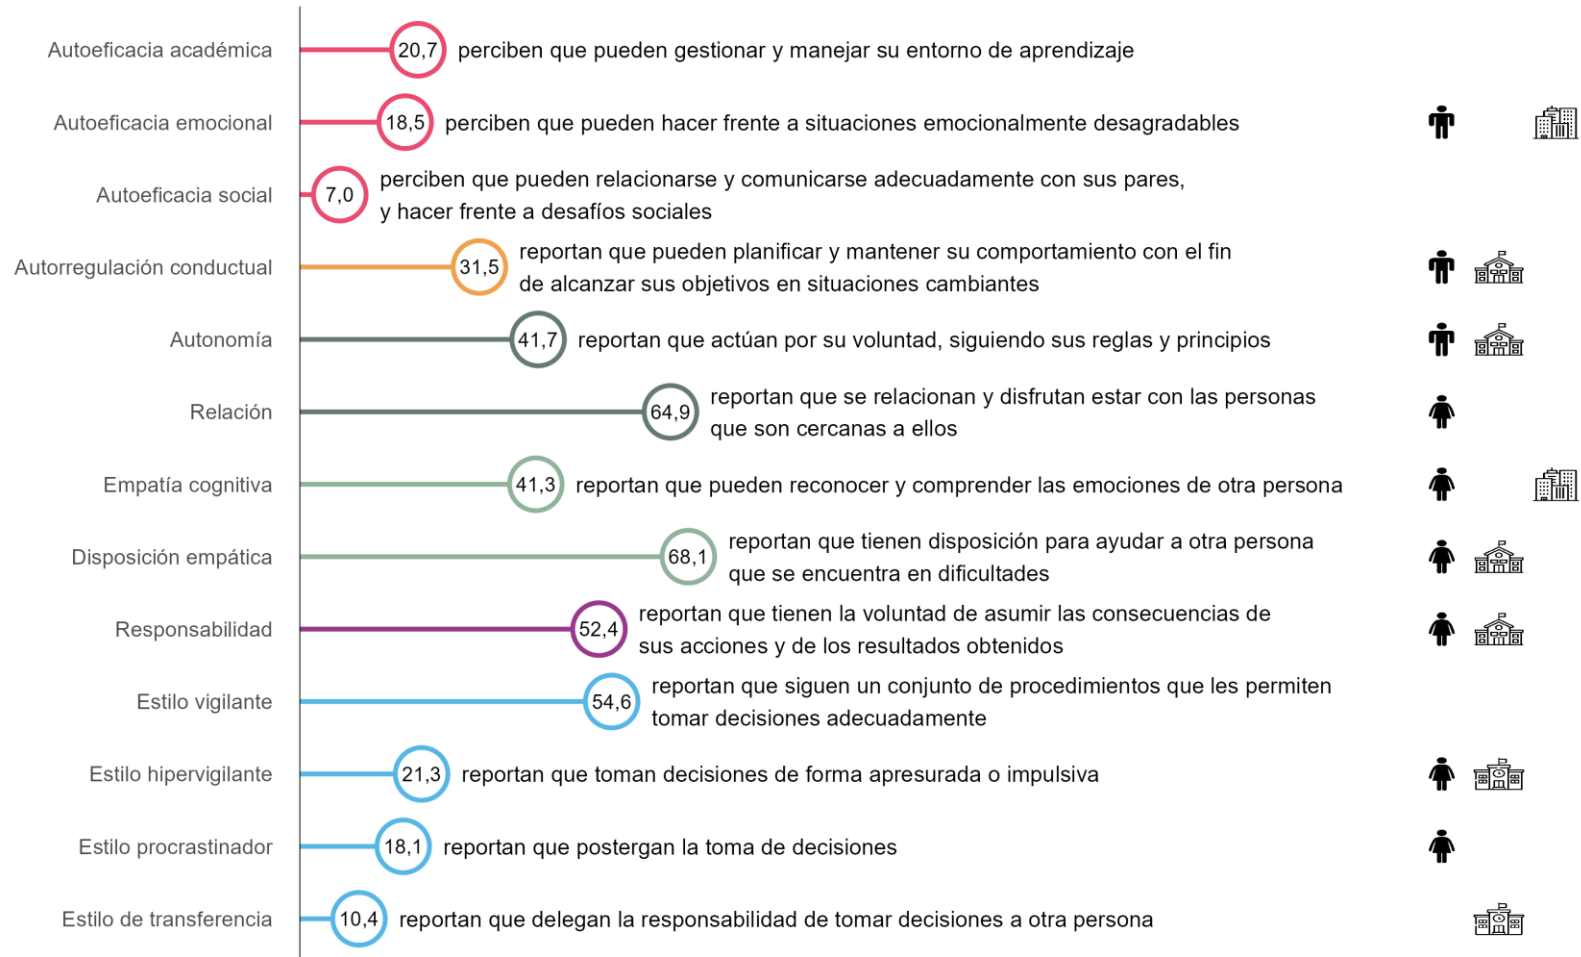 Autoeficacia académica
20,7
perciben que pueden gestionar y manejar su entorno de aprendizaje
Autoeficacia emocional
18,5
perciben que pueden hacer frente a situaciones emocionalmente desagradables
Autoeficacia social
7,0
perciben que pueden relacionarse y comunicarse adecuadamente con sus pares,
y hacer frente a desafíos sociales
Autorregulación conductual
31,5
reportan que pueden planificar y mantener su comportamiento con el fin
de alcanzar sus objetivos en situaciones cambiantes
Autonomía
41,7
reportan que actúan por su voluntad, siguiendo sus reglas y principios
Relación
64,9
reportan que se relacionan y disfrutan estar con las personas
que son cercanas a ellos
Empatía cognitiva
41,3
reportan que pueden reconocer y comprender las emociones de otra persona
Disposición empática
68,1
reportan que tienen disposición para ayudar a otra persona
que se encuentra en dificultades
Responsabilidad
52,4
reportan que tienen la voluntad de asumir las consecuencias de
sus acciones y de los resultados obtenidos
Estilo vigilante
54,6
reportan que siguen un conjunto de procedimientos que les permiten
tomar decisiones adecuadamente
Estilo hipervigilante
21,3
reportan que toman decisiones de forma apresurada o impulsiva
Estilo procrastinador
18,1
reportan que postergan la toma de decisiones
Estilo de transferencia
10,4
reportan que delegan la responsabilidad de tomar decisiones a otra persona